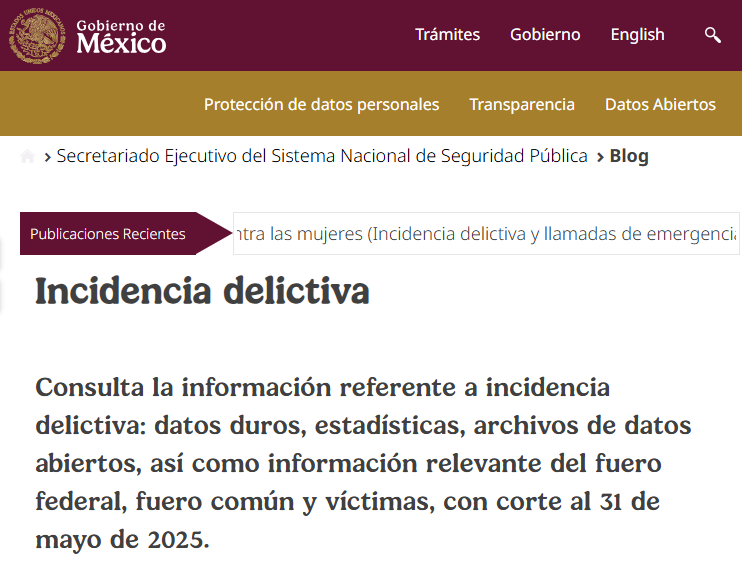 Gobierno de
México
Trámites Gobierno English
Protección de datos personales Transparencia Datos Abiertos
› Secretariado Ejecutivo del Sistema Nacional de Seguridad Pública › Blog
Publicaciones Recientes
las mujeres (Incidencia delictiva y llamadas de
Incidencia delictiva
Consulta la información referente a incidencia
delictiva: datos duros, estadísticas, archivos de datos
abiertos, así como información relevante del fuero
federal, fuero común y víctimas, con corte al 31 de
mayo de 2025.